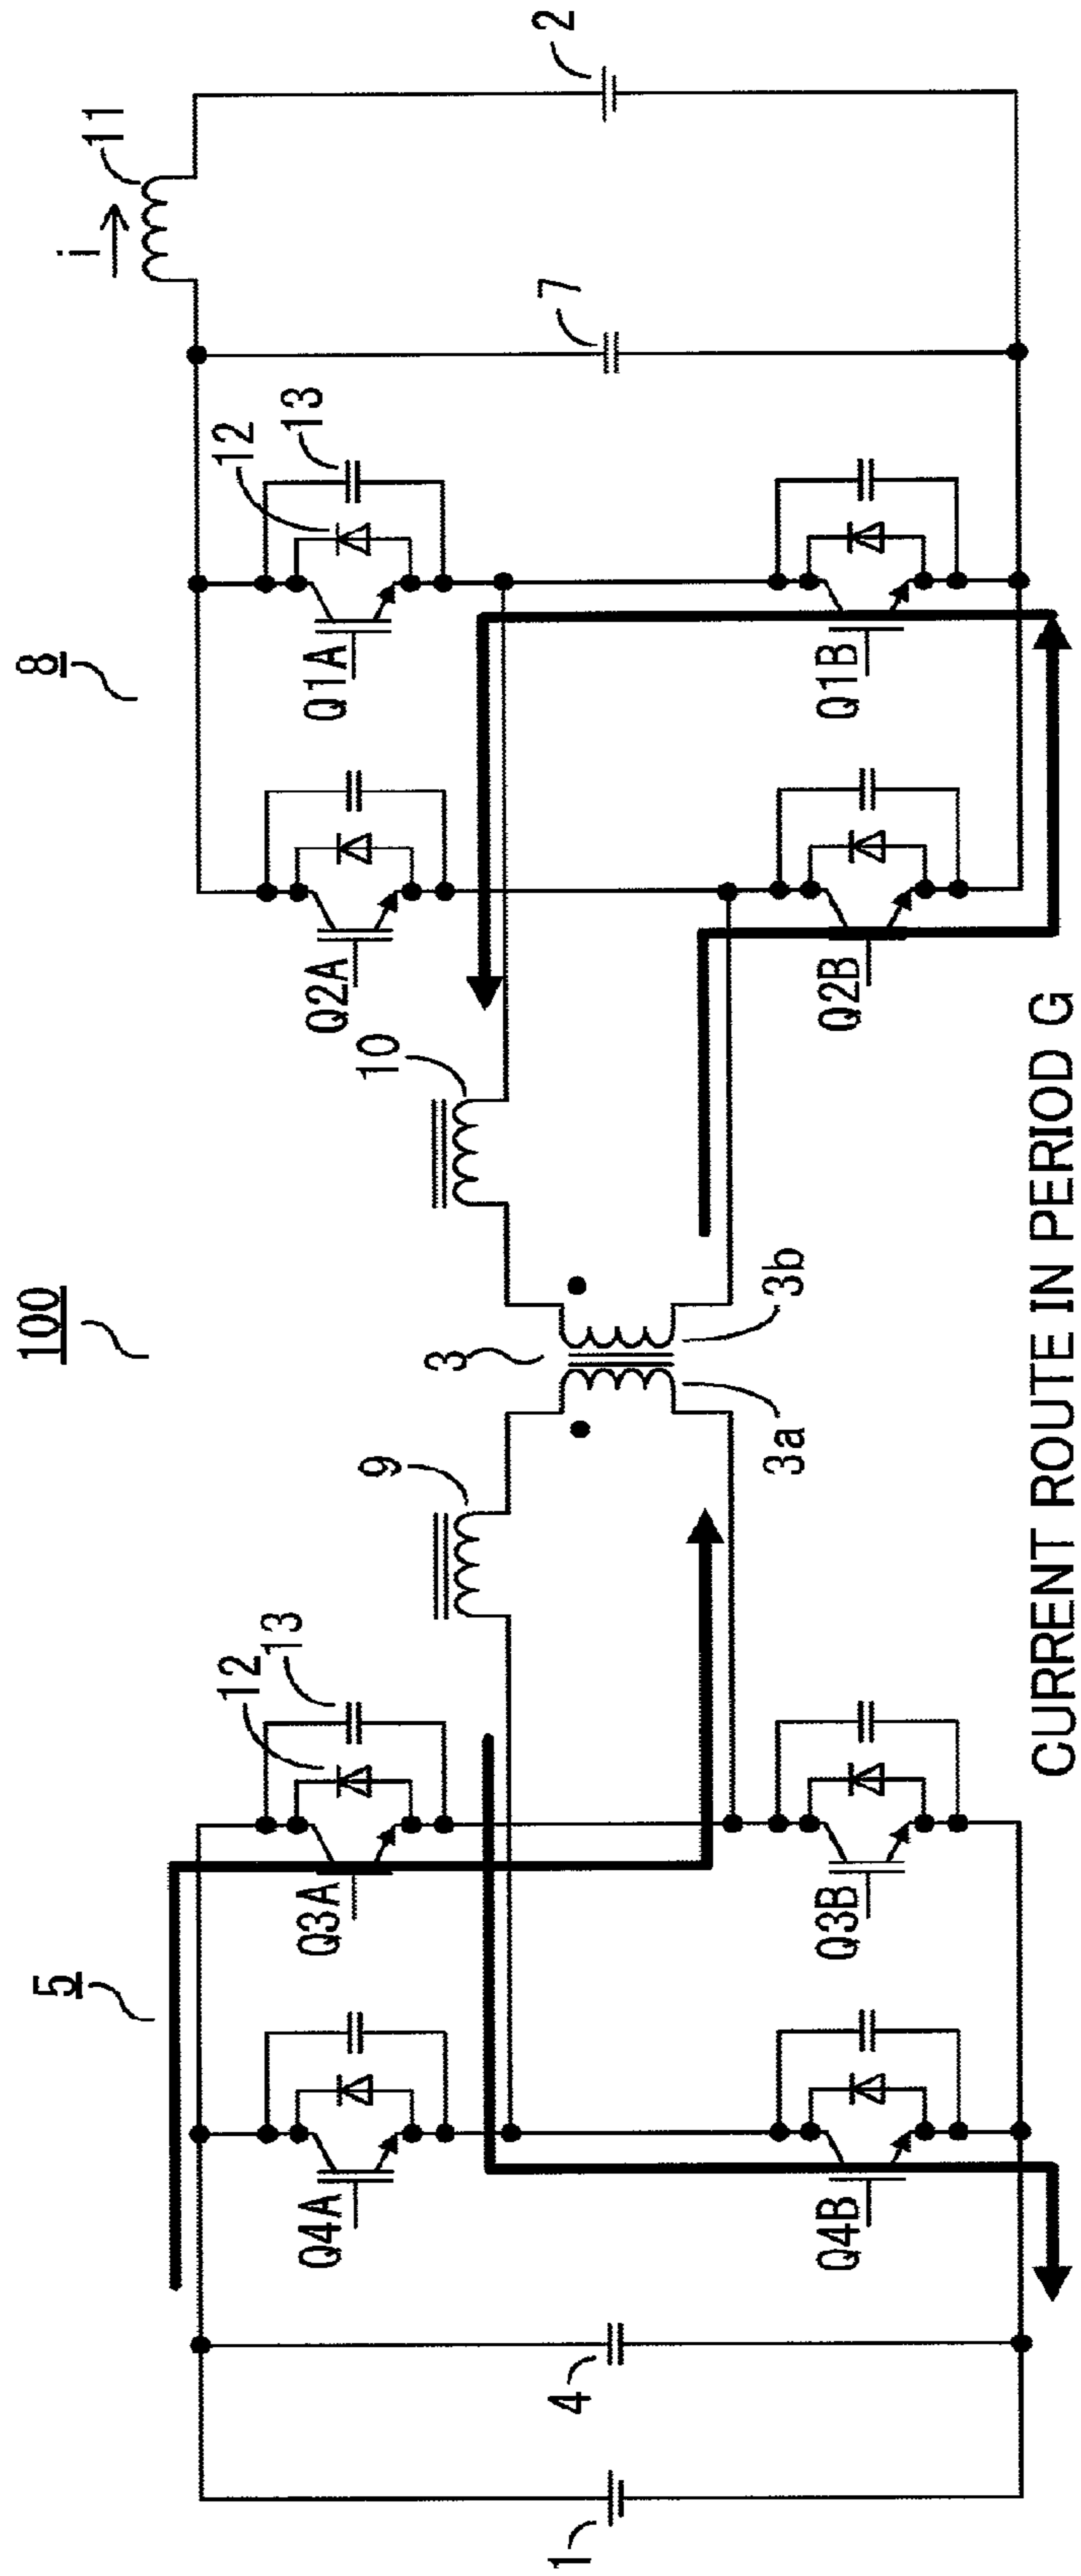 100
5
8
3
12
13
12
13
i
11
Q4A
Q3A
9
10
Q2A
Q1A
1
4
7
2
3a
3b
Q4B
Q3B
Q2B
Q1B
CURRENT ROUTE IN PERIOD G